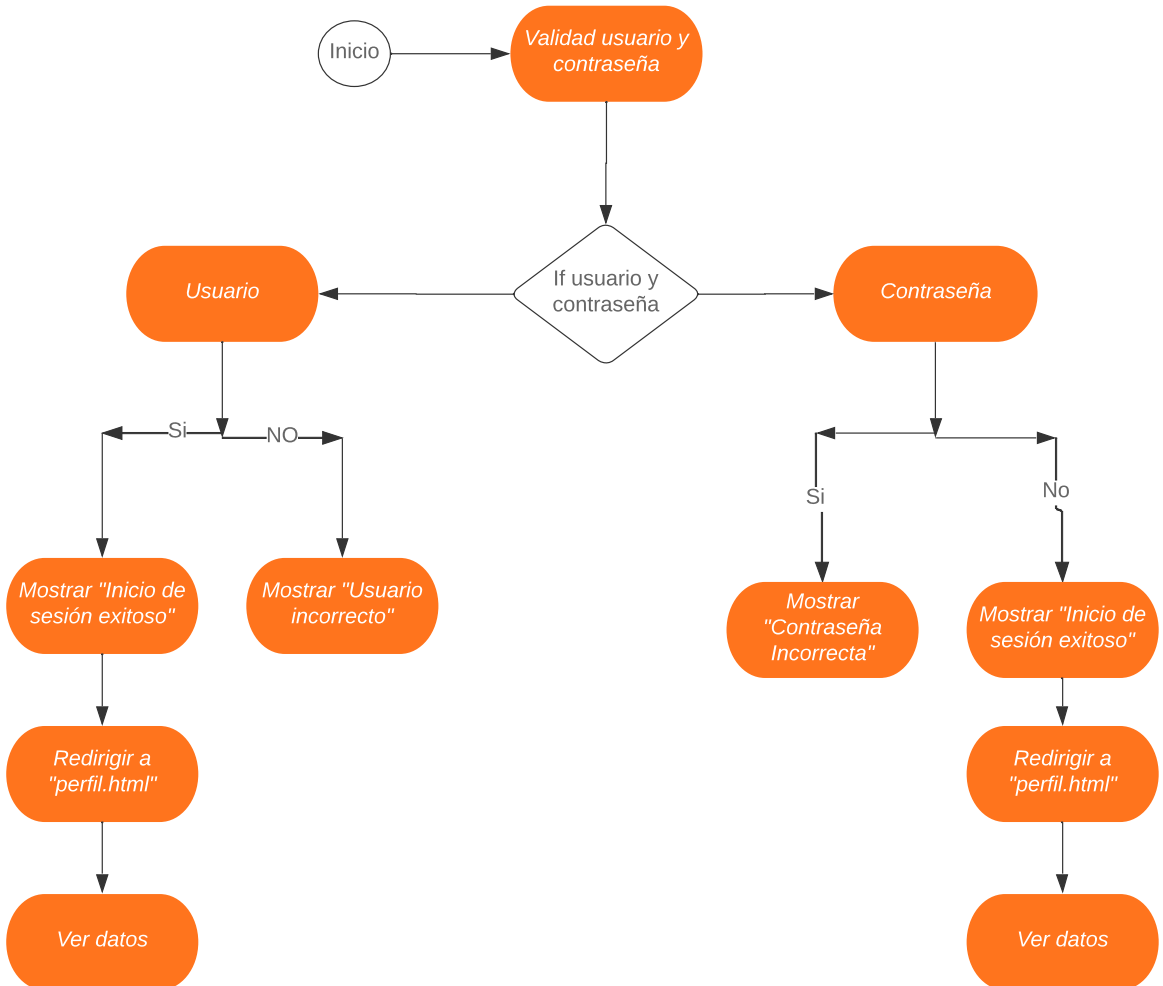 Inicio
Validad usuario y
contraseña
If usuario y
contraseña
Usuario
Contraseña
Si
NO
Si
No
Mostrar "Inicio de
sesión exitoso"
Mostrar "Usuario
incorrecto"
Mostrar
"Contraseña
Incorrecta"
Mostrar "Inicio de
sesión exitoso"
Redirigir a
"perfil.html"
Redirigir a
"perfil.html"
Ver datos
Ver datos